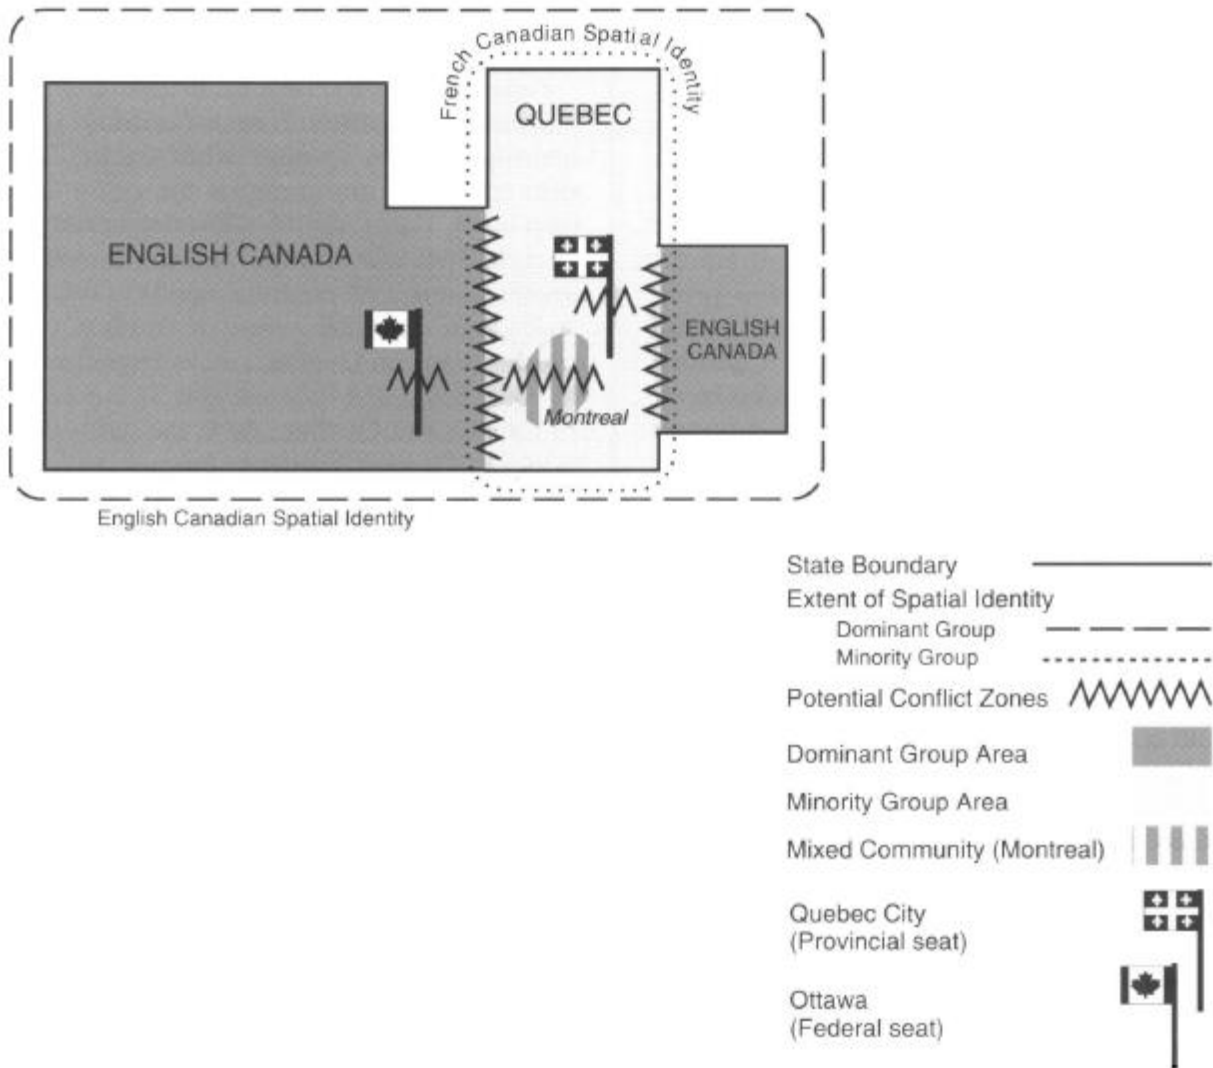 French Canadian Spatial Identity
QUEBEC
ENGLISH CANADA
ENGLISH
CANADA
Montreal
English Canadian Spatial Identity
State Boundary
Extent of Spatial Identity
Dominant Group
Minority Group
Potential Conflict Zones
Dominant Group Area
Minority Group Area
Mixed Community (Montreal)
Quebec City
(Provincial seat)
Ottawa
(Federal seat)